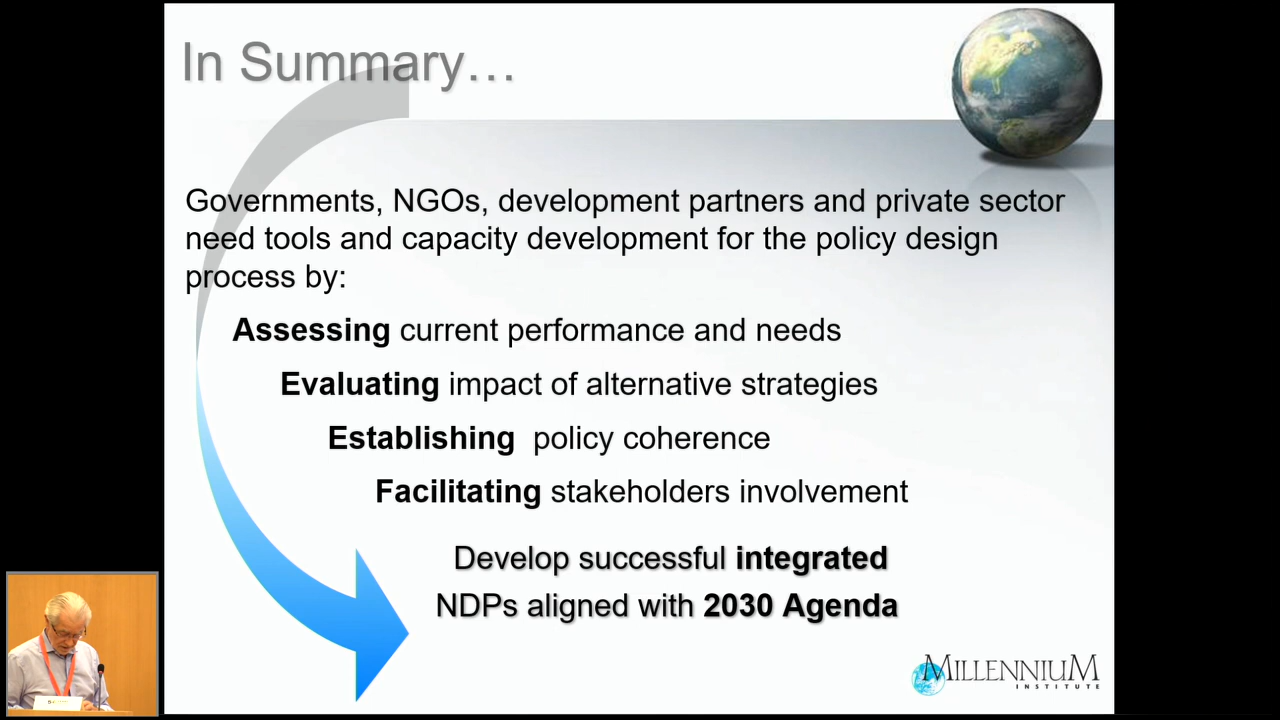 In Summary…
Governments, NGOs, development partners and private sector
need tools and capacity development for the policy design
process by:
Assessing current performance and needs
Evaluating impact of alternative strategies
Establishing policy coherence
Facilitating stakeholders involvement
Develop successful integrated
NDPs aligned with 2030 Agenda
MILLENNIUM
INSTITUTE